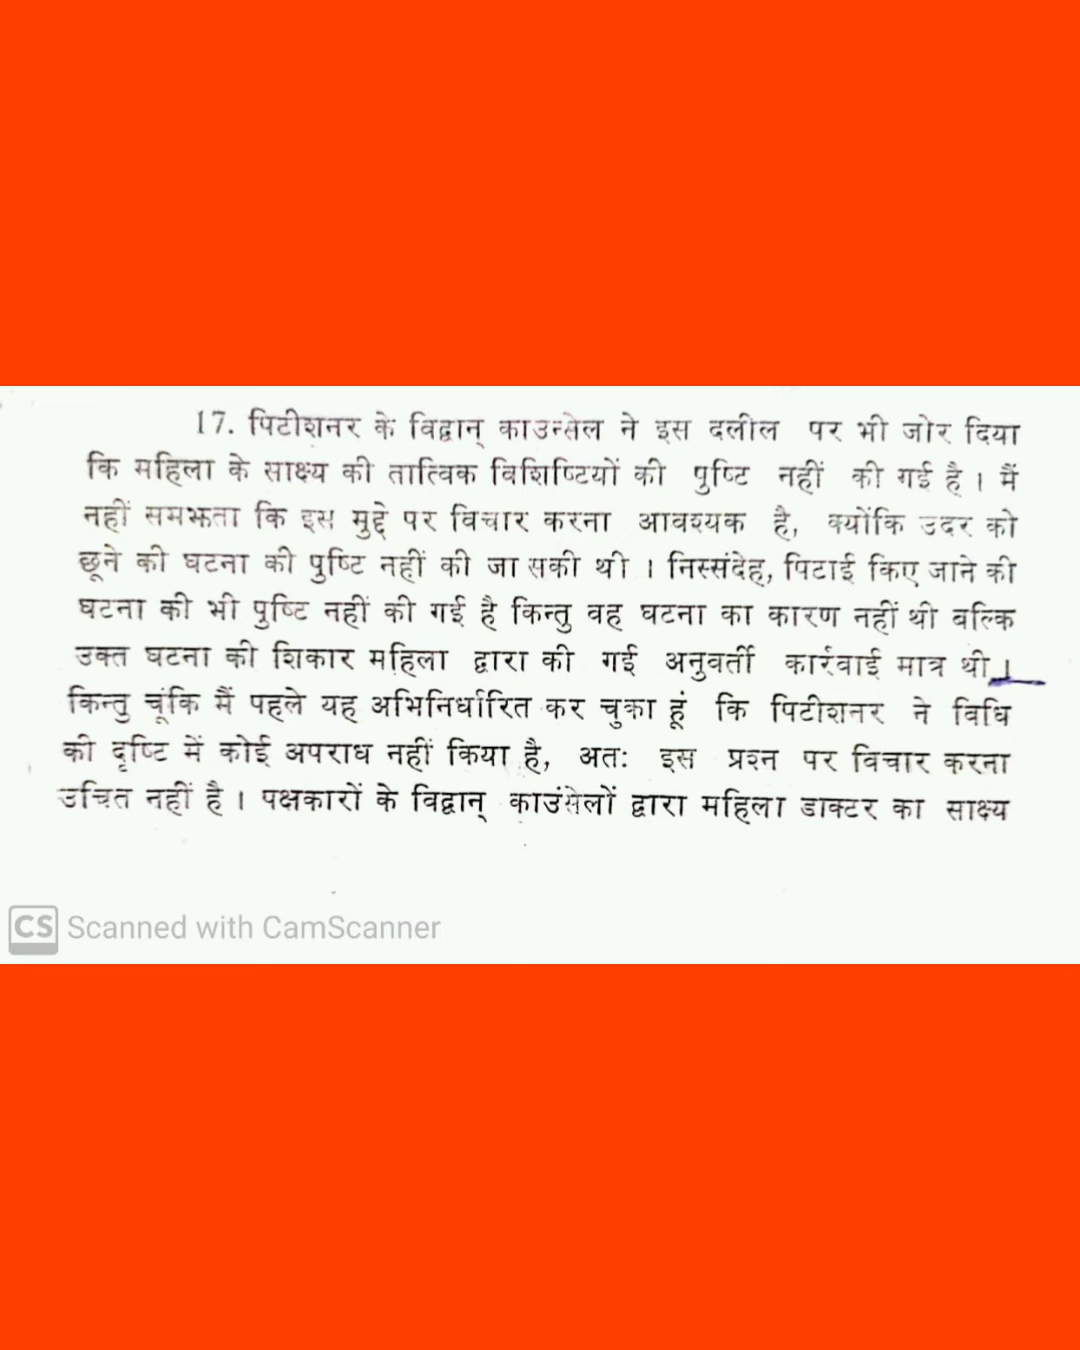 17. पिटीशनर के विद्वान् काउन्सेल ने इस दलील पर भी जोर दिया
कि महिला के साक्ष्य की तात्विक विशिष्टियों की पुष्टि नहीं की गई है । मैं
नहीं समझता कि इस मुद्दे पर विचार करना आवश्यक है, क्योंकि उदर को
छूने की घटना की पुष्टि नहीं की जा सकी थी । निस्संदेह, पिटाई किए जाने की
घटना की भी पुष्टि नहीं की गई है किन्तु वह घटना का कारण नहीं थी बल्कि
उक्त घटना की शिकार महिला द्वारा की गई अनुवर्ती कार्रवाई मात्र थी ।
किन्तु चूंकि मैं पहले यह अभिनिर्धारित कर चुका हूं कि पिटीशनर ने विधि
की दृष्टि में कोई अपराध नहीं किया है, अतः इस प्रश्न पर विचार करना
उचित नहीं है । पक्षकारों के विद्वान् काउंसेलों द्वारा महिला डाक्टर का साक्ष्य
CS Scanned with CamScanner